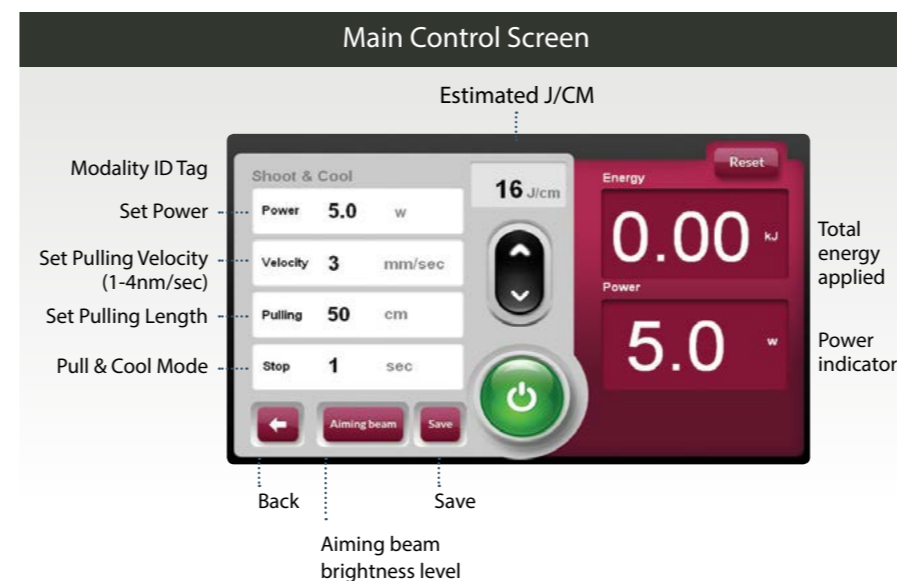 Main Control Screen
Estimated J/CM
Modality ID Tag
Set Power
Set Pulling Velocity
(1-4nm/sec)
Set Pulling Length
Pull & Cool Mode
Shoot & Cool
Power 5.0 w
Velocity 3 mm/sec
Pulling 50 cm
Stop 1 sec
Aiming beam
Save
16 J/cm
Reset
Energy
0.00 kJ
Power
5.0 w
Total
energy
applied
Power
indicator
Back
Save
Aiming beam
brightness level